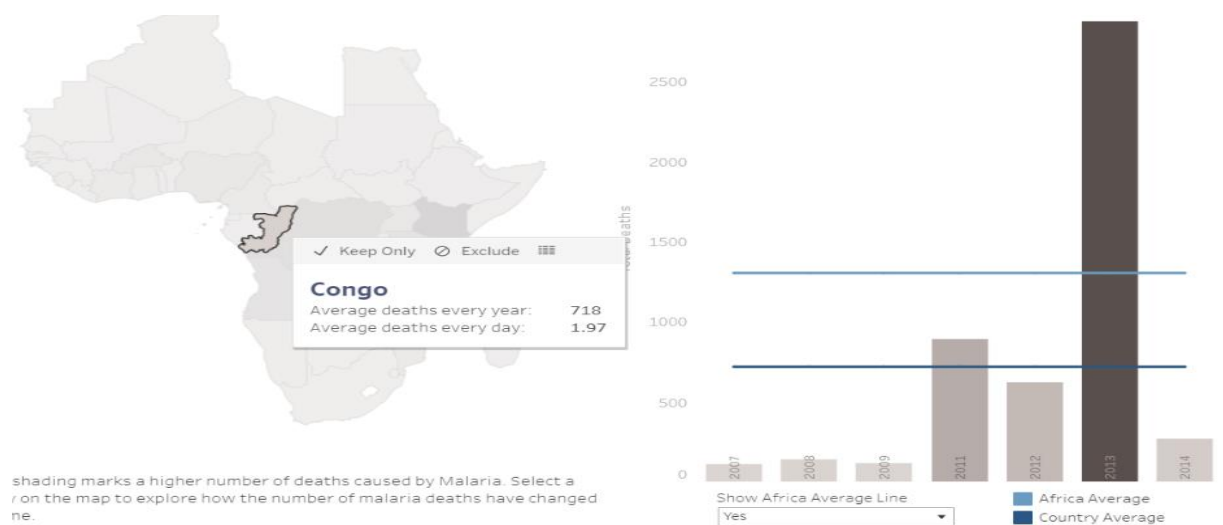 ✓ Keep Only ⊘ Exclude
Congo
Average deaths every year: 718
Average deaths every day: 1.97
shading marks a higher number of deaths caused by Malaria. Select a
on the map to explore how the number of malaria deaths have changed
2500
2000
1500
1000
500
0
2007
2008
2009
2011
2012
2013
2014
Show Africa Average Line
Yes
Africa Average
Country Average